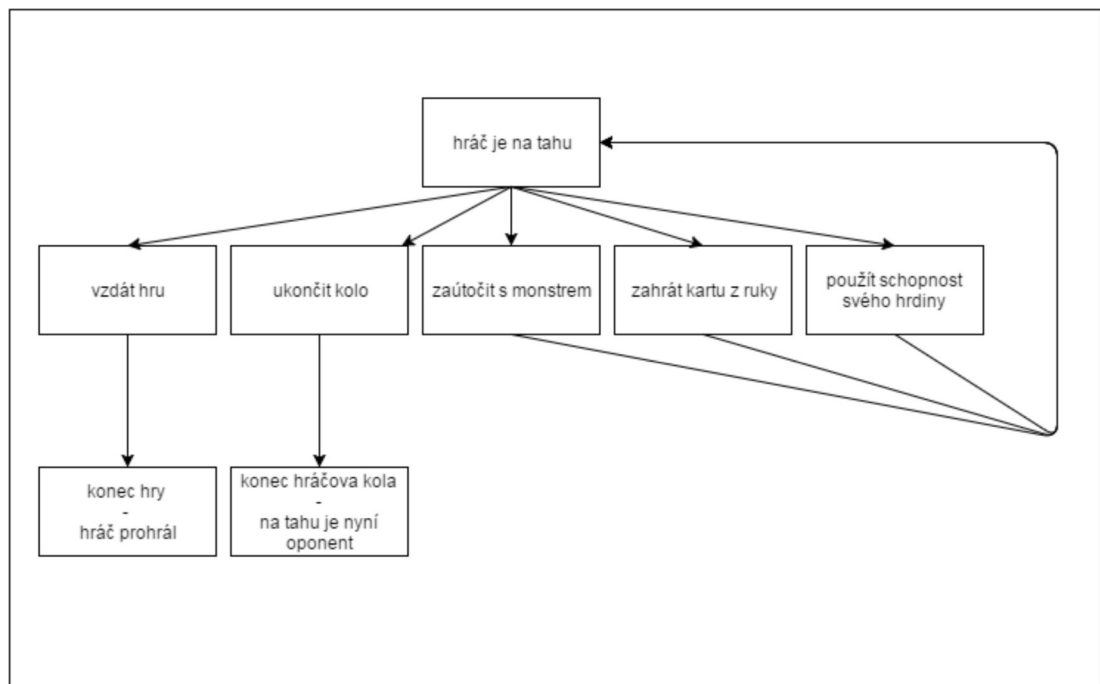 hráč je na tahu
vzdát hru
ukončit kolo
zaútočit s monstrem
zahrát kartu z ruky
použít schopnost
svého hrdiny
konec hry
-
hráč prohrál
konec hráčova kola
-
na tahu je nyní
oponent